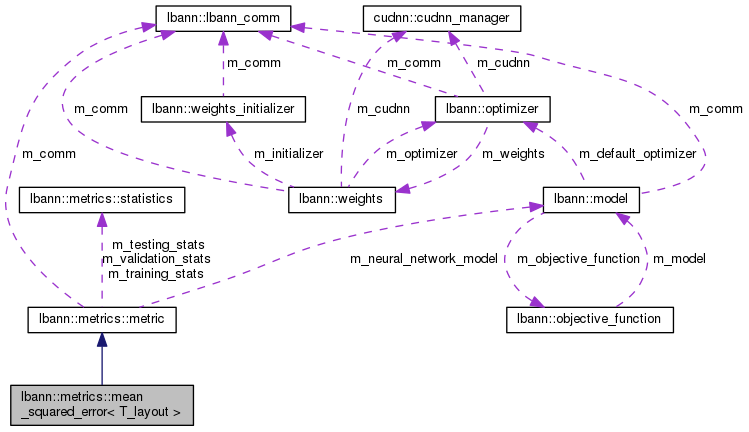 lbann::lbann_comm
cudnn::cudnn_manager
m_comm
m_comm
m_cudnn
lbann::weights_initializer
lbann::optimizer
m_comm
m_cudnn
m_comm
m_comm
m_initializer
m_optimizer
m_weights
m_default_optimizer
lbann::metrics::statistics
lbann::weights
lbann::model
m_testing_stats
m_validation_stats
m_training_stats
m_neural_network_model
m_objective_function
m_model
lbann::metrics::metric
lbann::objective_function
lbann::metrics::mean
_squared_error< T_layout >